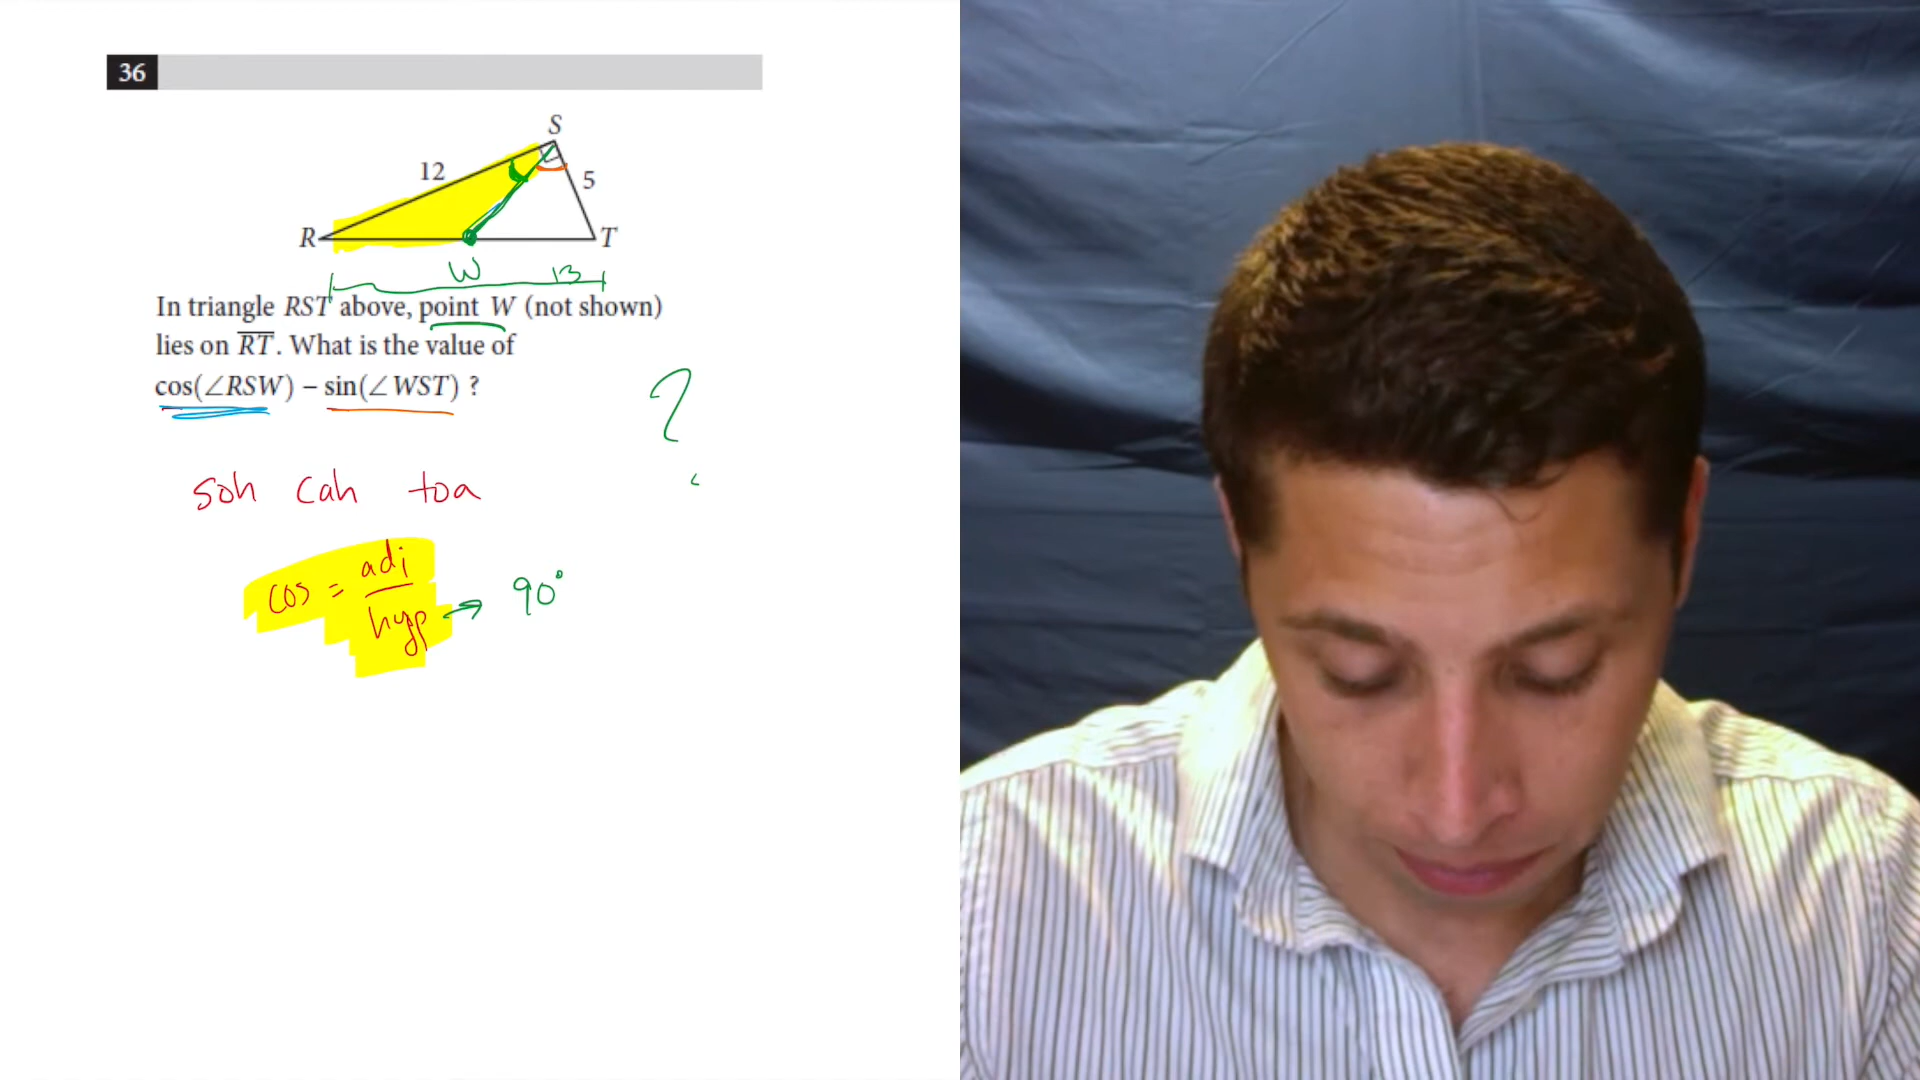 36
S
12
5
R
T
W
13
In triangle RST above, point W (not shown)
lies on RT. What is the value of
cos(∠RSW) – sin(∠WST) ?
?
soh cah toa
cos = adj
hyp → 90°